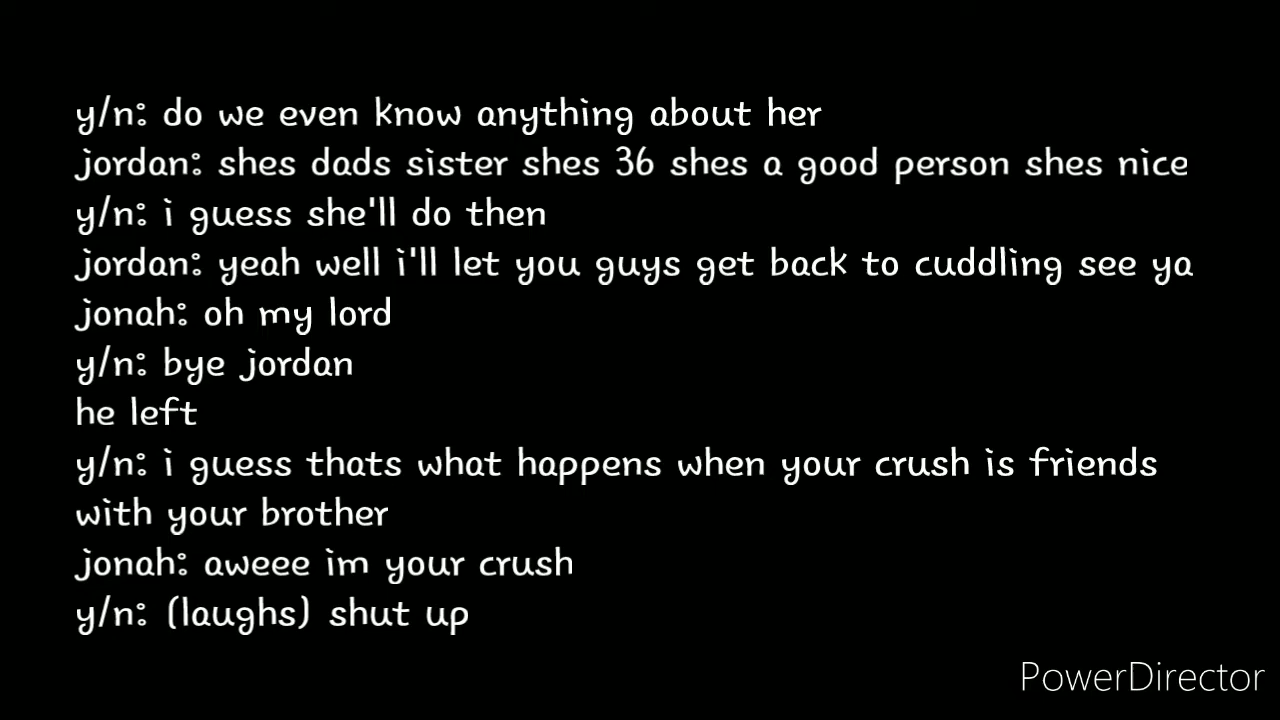 y/n: do we even know anything about her
jordan: shes dads sister shes 36 shes a good person shes nice
y/n: i guess she'll do then
jordan: yeah well i'll let you guys get back to cuddling see ya
jonah: oh my lord
y/n: bye jordan
he left
y/n: i guess thats what happens when your crush is friends
with your brother
jonah: aweee im your crush
y/n: (laughs) shut up
PowerDirector